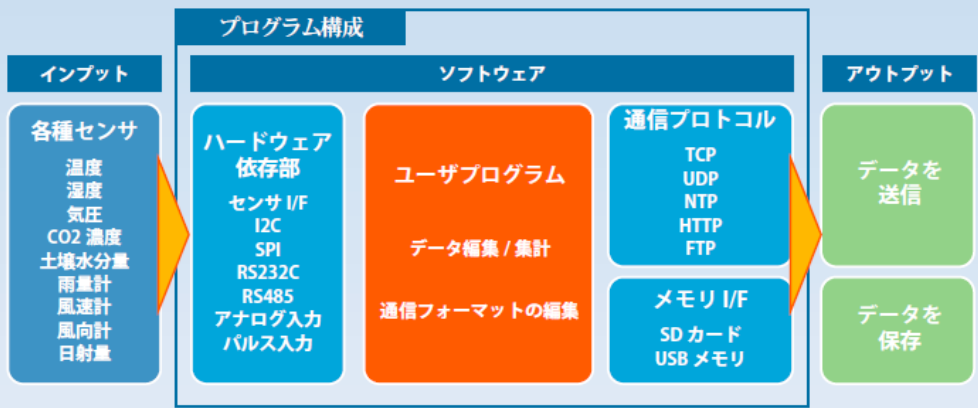 プログラム構成
インプット
ソフトウェア
アウトプット
各種センサ
温度
湿度
気圧
CO2 濃度
土壌水分量
雨量計
風速計
風向計
日射量
ハードウェア
依存部
センサ I/F
I2C
SPI
RS232C
RS485
アナログ入力
パルス入力
ユーザプログラム
データ編集 / 集計
通信フォーマットの編集
通信プロトコル
TCP
UDP
NTP
HTTP
FTP
メモリ I/F
SD カード
USB メモリ
データを
送信
データを
保存